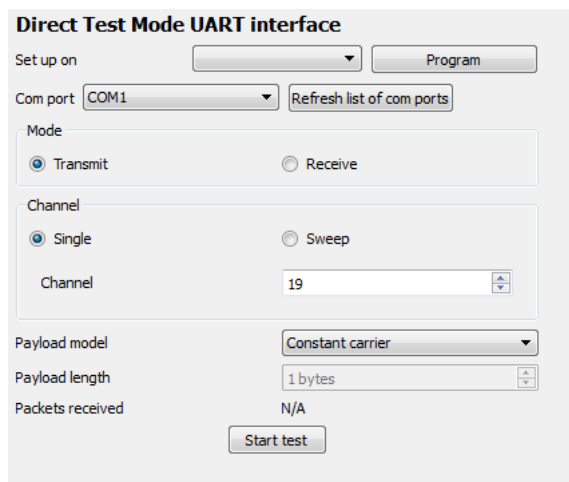 Direct Test Mode UART interface
Set up on Program
Com port COM1 Refresh list of com ports
Mode
Transmit Receive
Channel
Single Sweep
Channel 19
Payload model Constant carrier
Payload length 1 bytes
Packets received N/A
Start test